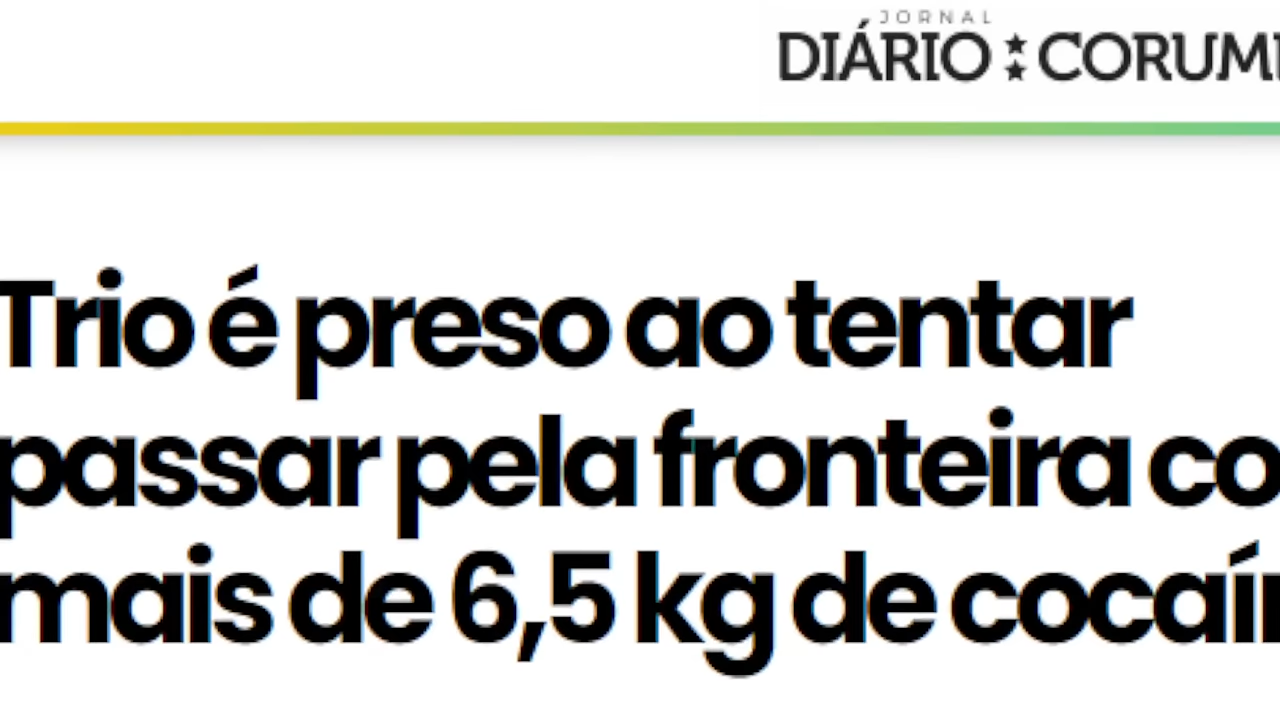 JORNAL
DIÁRIO CORUM
Trio é preso ao tentar
passar pela fronteira co
mais de 6,5 kg de cocaí